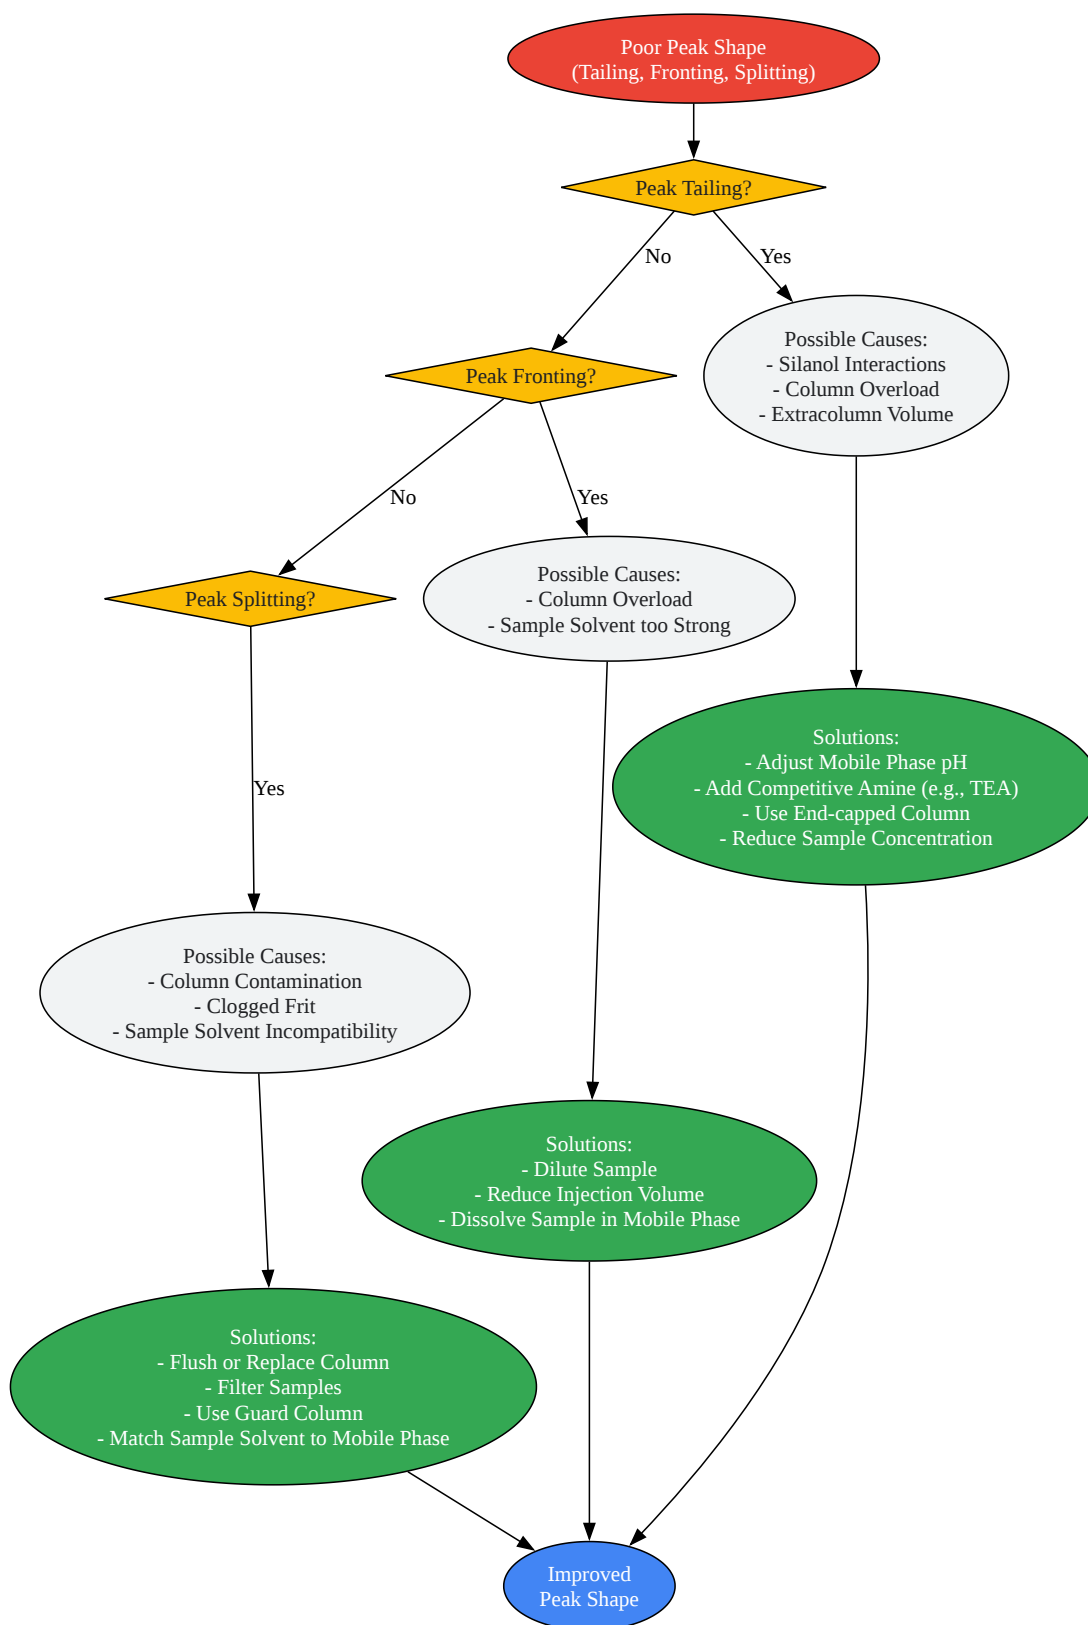 Poor Peak Shape
(Tailing, Fronting, Splitting)
Peak Tailing?
No
Yes
Possible Causes:
- Silanol Interactions
- Column Overload
- Extracolumn Volume
Peak Fronting?
No
Yes
Possible Causes:
- Column Overload
- Sample Solvent too Strong
Peak Splitting?
Yes
Solutions:
- Adjust Mobile Phase pH
- Add Competitive Amine (e.g., TEA)
- Use End-capped Column
- Reduce Sample Concentration
Possible Causes:
- Column Contamination
- Clogged Frit
- Sample Solvent Incompatibility
Solutions:
- Dilute Sample
- Reduce Injection Volume
- Dissolve Sample in Mobile Phase
Solutions:
- Flush or Replace Column
- Filter Samples
- Use Guard Column
- Match Sample Solvent to Mobile Phase
Improved
Peak Shape